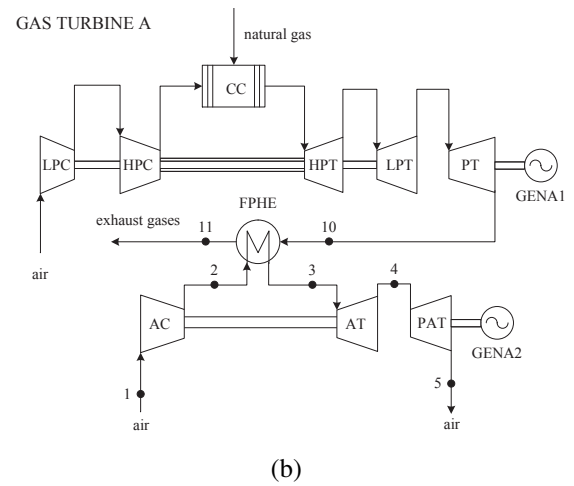 GAS TURBINE A
natural gas
CC
LPC
HPC
HPT
LPT
PT
GENA1
FPHE
exhaust gases
11
10
air
2
3
4
AC
AT
PAT
GENA2
1
5
air
air
(b)